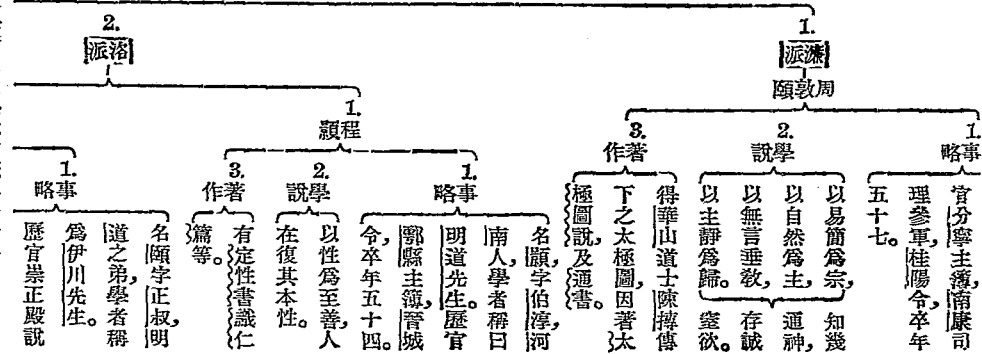 1.
濂派
周敦頤
1.
事略
官分寧主簿,南康司
理參軍,桂陽令,卒年
五十七。
2.
學說
以易簡爲宗,
以自然爲主,
以無言垂敎,
以主靜爲歸。
知幾
通神,
存誠
窒欲。
3.
著作
得華山道士陳摶傳
下之太極圖,因著太
極圖說,及通書。
2.
洛派
1.
程顥
1.
事略
名顥字伯淳,河
南人,學者稱曰
明道先生。歷官
鄠縣主簿,晉城
令,卒年五十四。
2.
學說
以性爲至善,人
在復其本性。
3.
著作
有定性書識仁
篇等。
1.
事略
名頤字正叔,明
道之弟,學者稱
爲伊川先生。
歷官崇正殿說